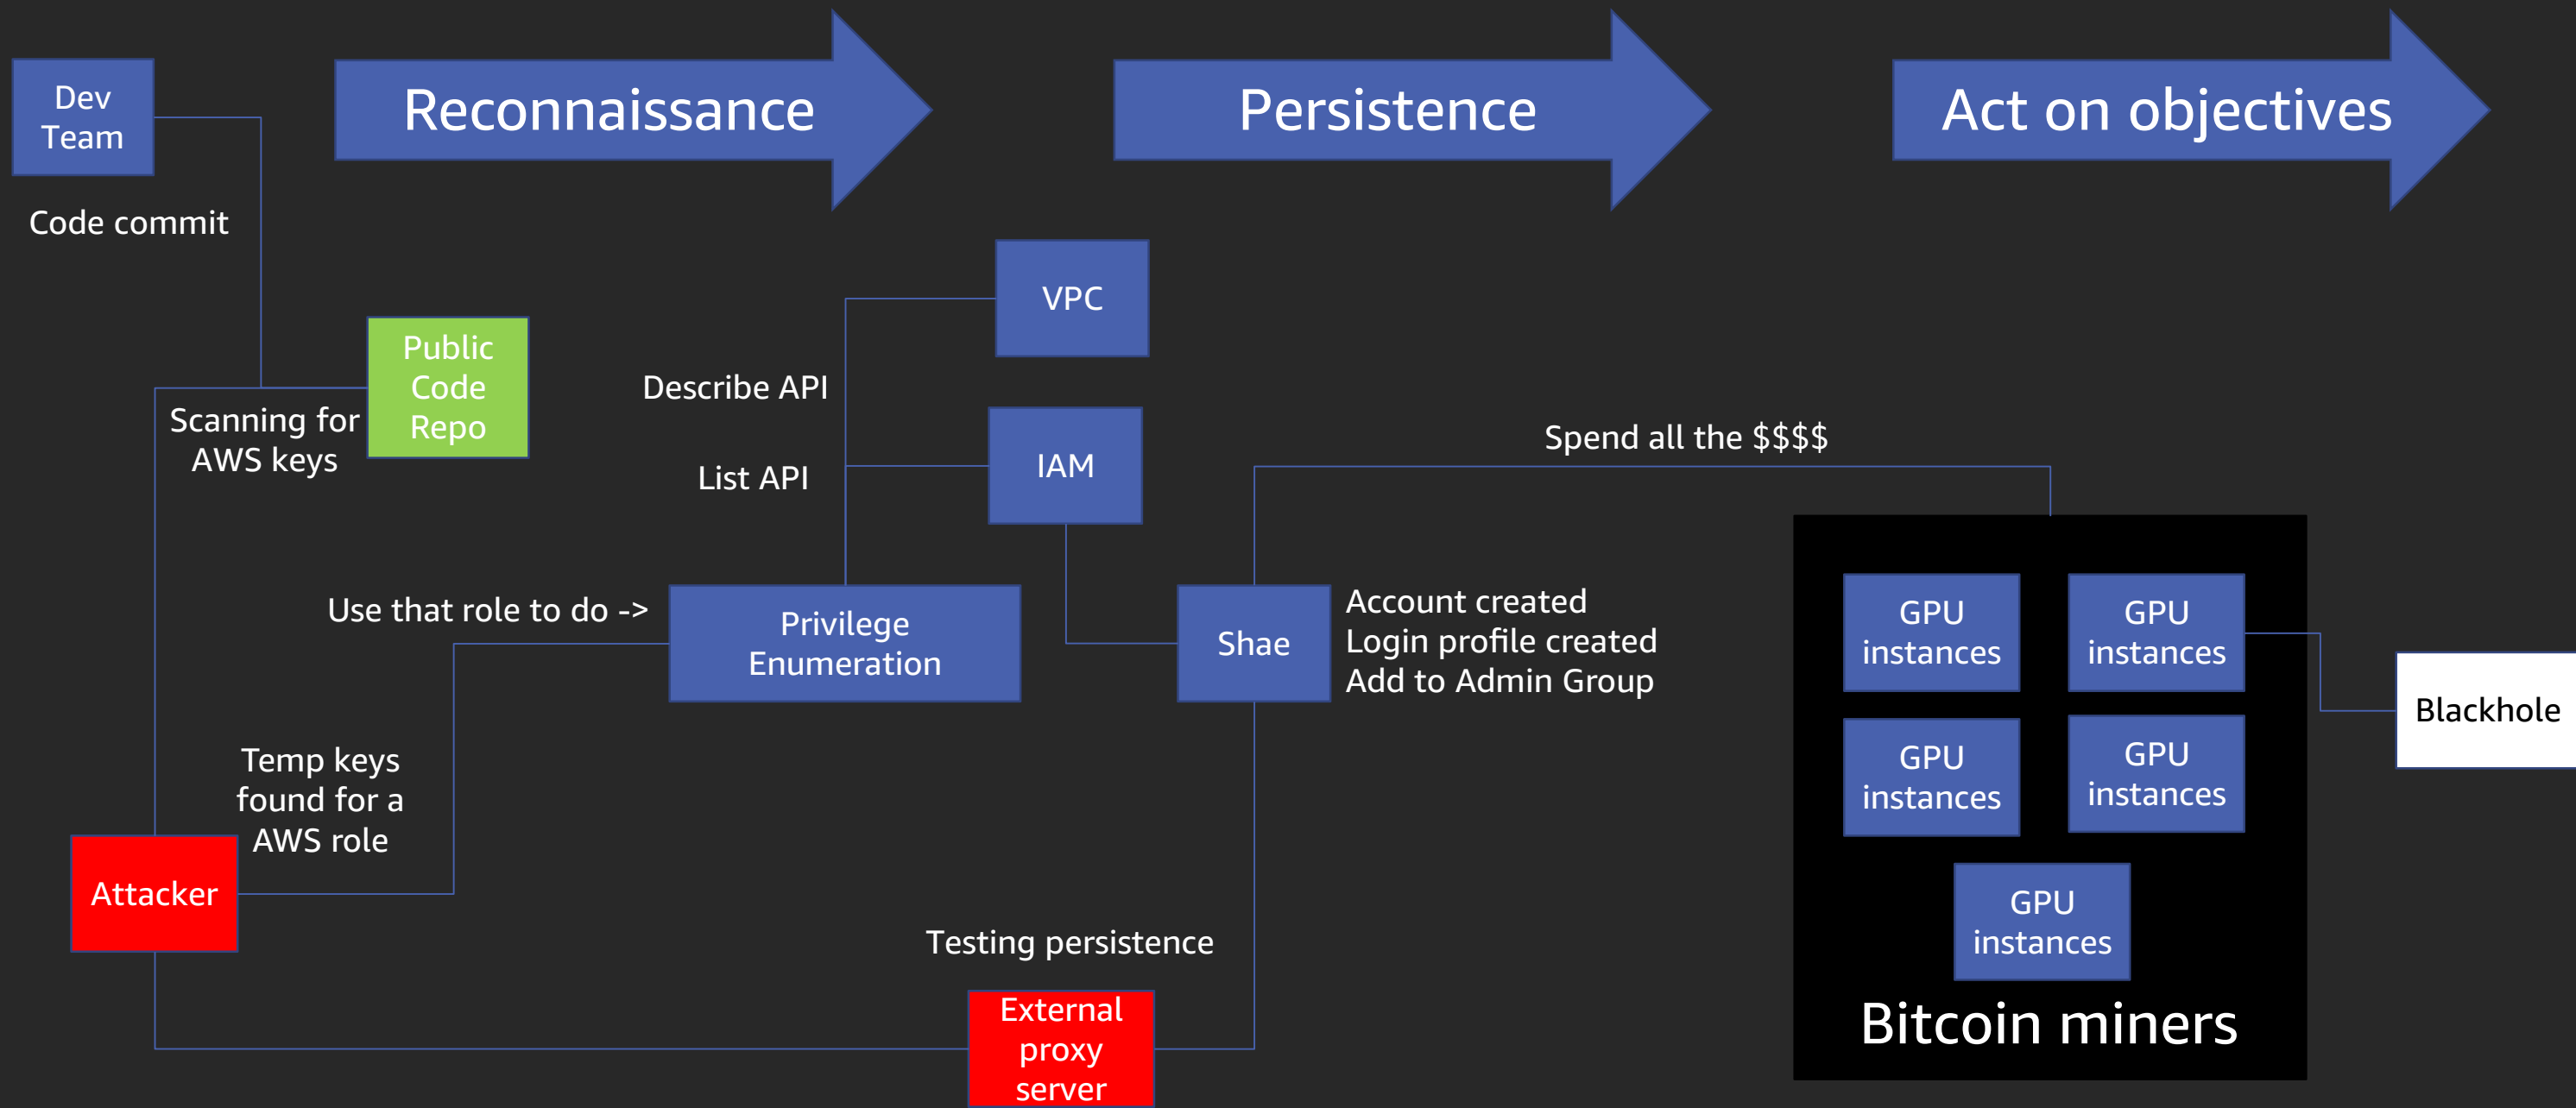 Dev
Team
Reconnaissance
Persistence
Act on objectives
Code commit
VPC
Public
Code
Repo
Describe API
Scanning for
AWS keys
List API
IAM
Spend all the $$$$
Use that role to do ->
Privilege
Enumeration
Shae
Account created
Login profile created
Add to Admin Group
GPU
instances
GPU
instances
Blackhole
GPU
instances
GPU
instances
Temp keys
found for a
AWS role
Attacker
GPU
instances
Testing persistence
External
proxy
server
Bitcoin miners